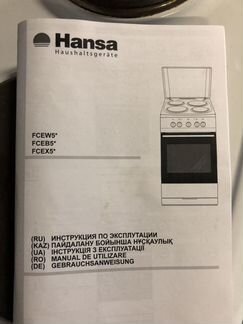 Hansa
Haushaltsgeräte
FCEW5*
FCEB5*
FCEX5*
(RU) ИНСТРУКЦИЯ ПО ЭКСПЛУТАЦИИ
(KAZ) ПАЙДАЛАНУ БОЙЫНША НҰСҚАУЛЫҚ
(UA) ІНСТРУКЦІЯ З ЕКСПЛУАТАЦІЇ
(RO) MANUAL DE UTILIZARE
(DE) GEBRAUCHSANWEISUNG